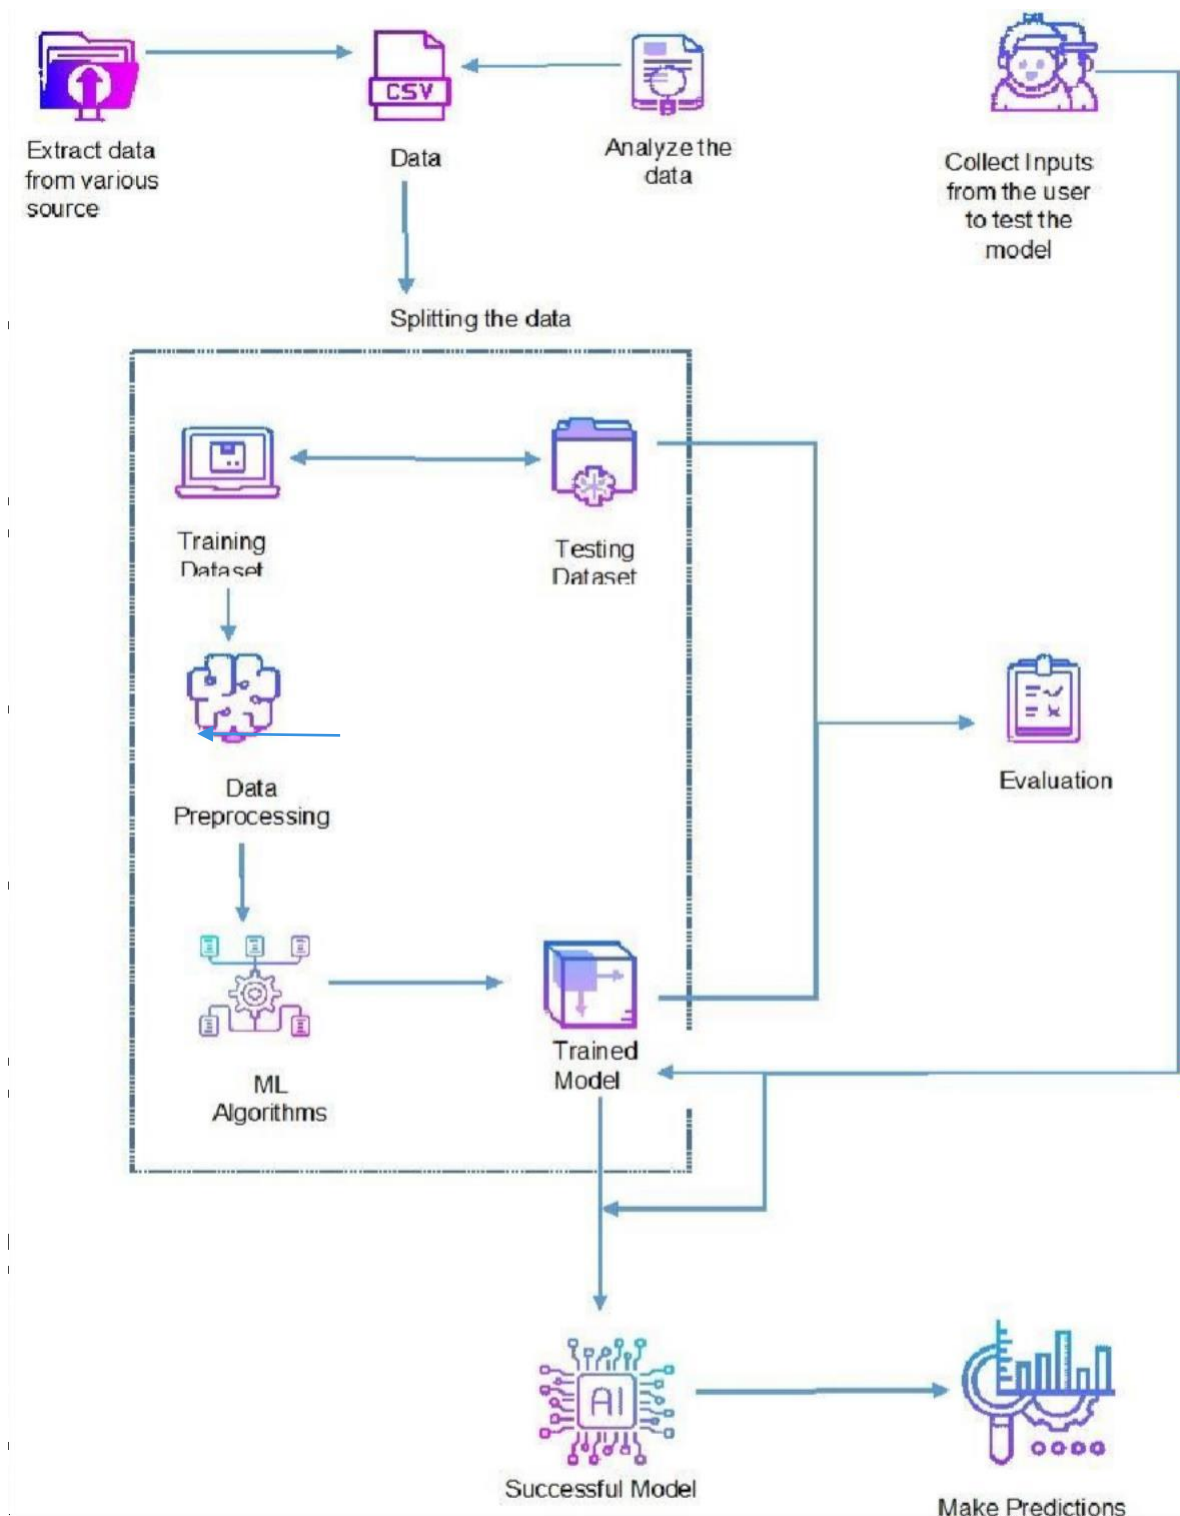 CSV
Extract data
from various
source
Data
Analyze the
data
Collect Inputs
from the user
to test the
model
Splitting the data
Training
Dataset
Testing
Dataset
Data
Preprocessing
Evaluation
ML
Algorithms
Trained
Model
AI
Successful Model
Make Predictions